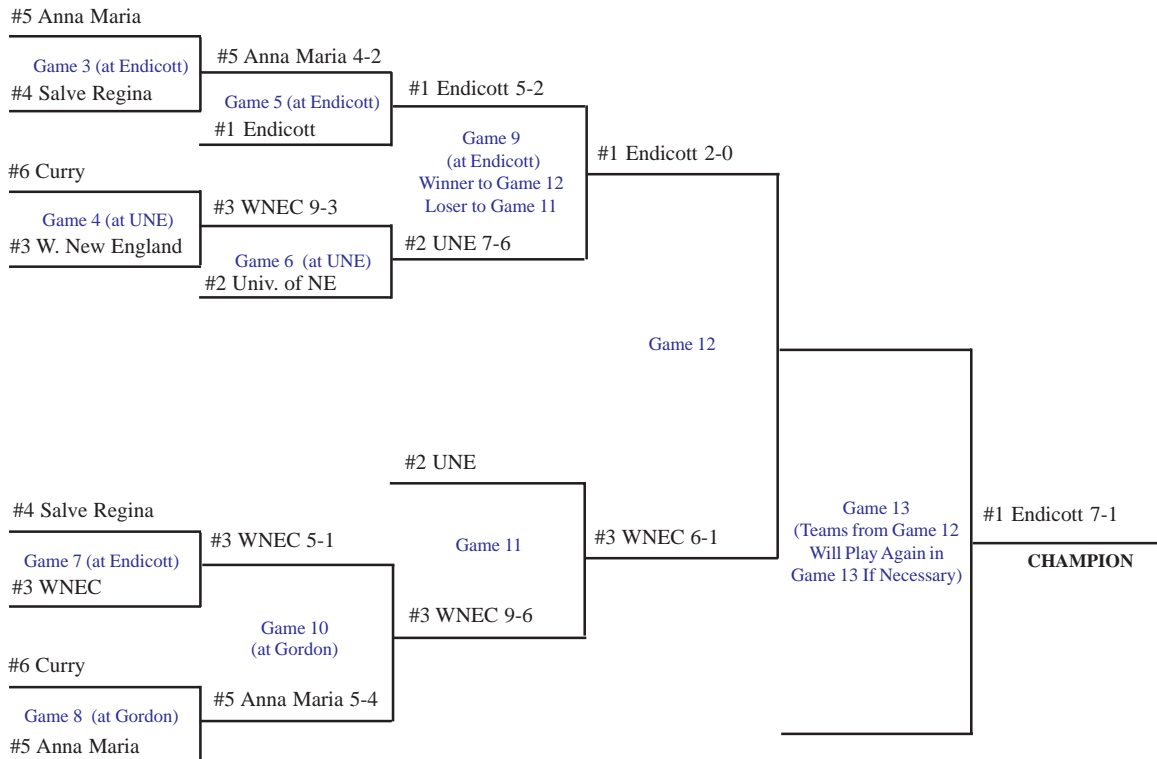 #5 Anna Maria
Game 3 (at Endicott)
#4 Salve Regina
#5 Anna Maria 4-2
Game 5 (at Endicott)
#1 Endicott
#1 Endicott 5-2
#6 Curry
Game 4 (at UNE)
#3 W. New England
#3 WNEC 9-3
Game 6 (at UNE)
#2 Univ. of NE
#2 UNE 7-6
Game 9
(at Endicott)
Winner to Game 12
Loser to Game 11
#1 Endicott 2-0
Game 12
#2 UNE
Game 11
#4 Salve Regina
Game 7 (at Endicott)
#3 WNEC
#3 WNEC 5-1
Game 10
(at Gordon)
#3 WNEC 9-6
#3 WNEC 6-1
#6 Curry
Game 8 (at Gordon)
#5 Anna Maria
#5 Anna Maria 5-4
Game 13
(Teams from Game 12
Will Play Again in
Game 13 If Necessary)
#1 Endicott 7-1
CHAMPION